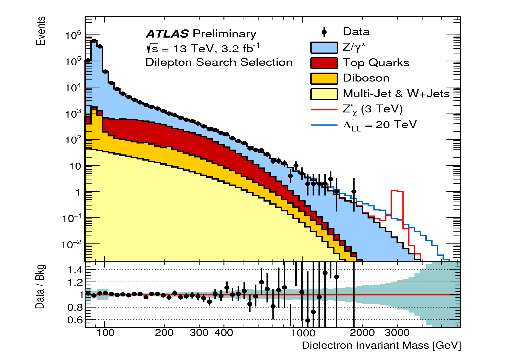 Events
ATLAS Preliminary
√s = 13 TeV, 3.2 fb⁻¹
Dilepton Search Selection
Data
Z/γ*
Top Quarks
Diboson
Multi-Jet & W+Jets
Z'χ (3 TeV)
Λ_LL = 20 TeV
10⁶
10⁵
10⁴
10³
10²
10
1
10⁻¹
10⁻²
Data / Bkg
1.4
1.2
1
0.8
0.6
100 200 300 400 1000 2000 3000
Dielectron Invariant Mass [GeV]